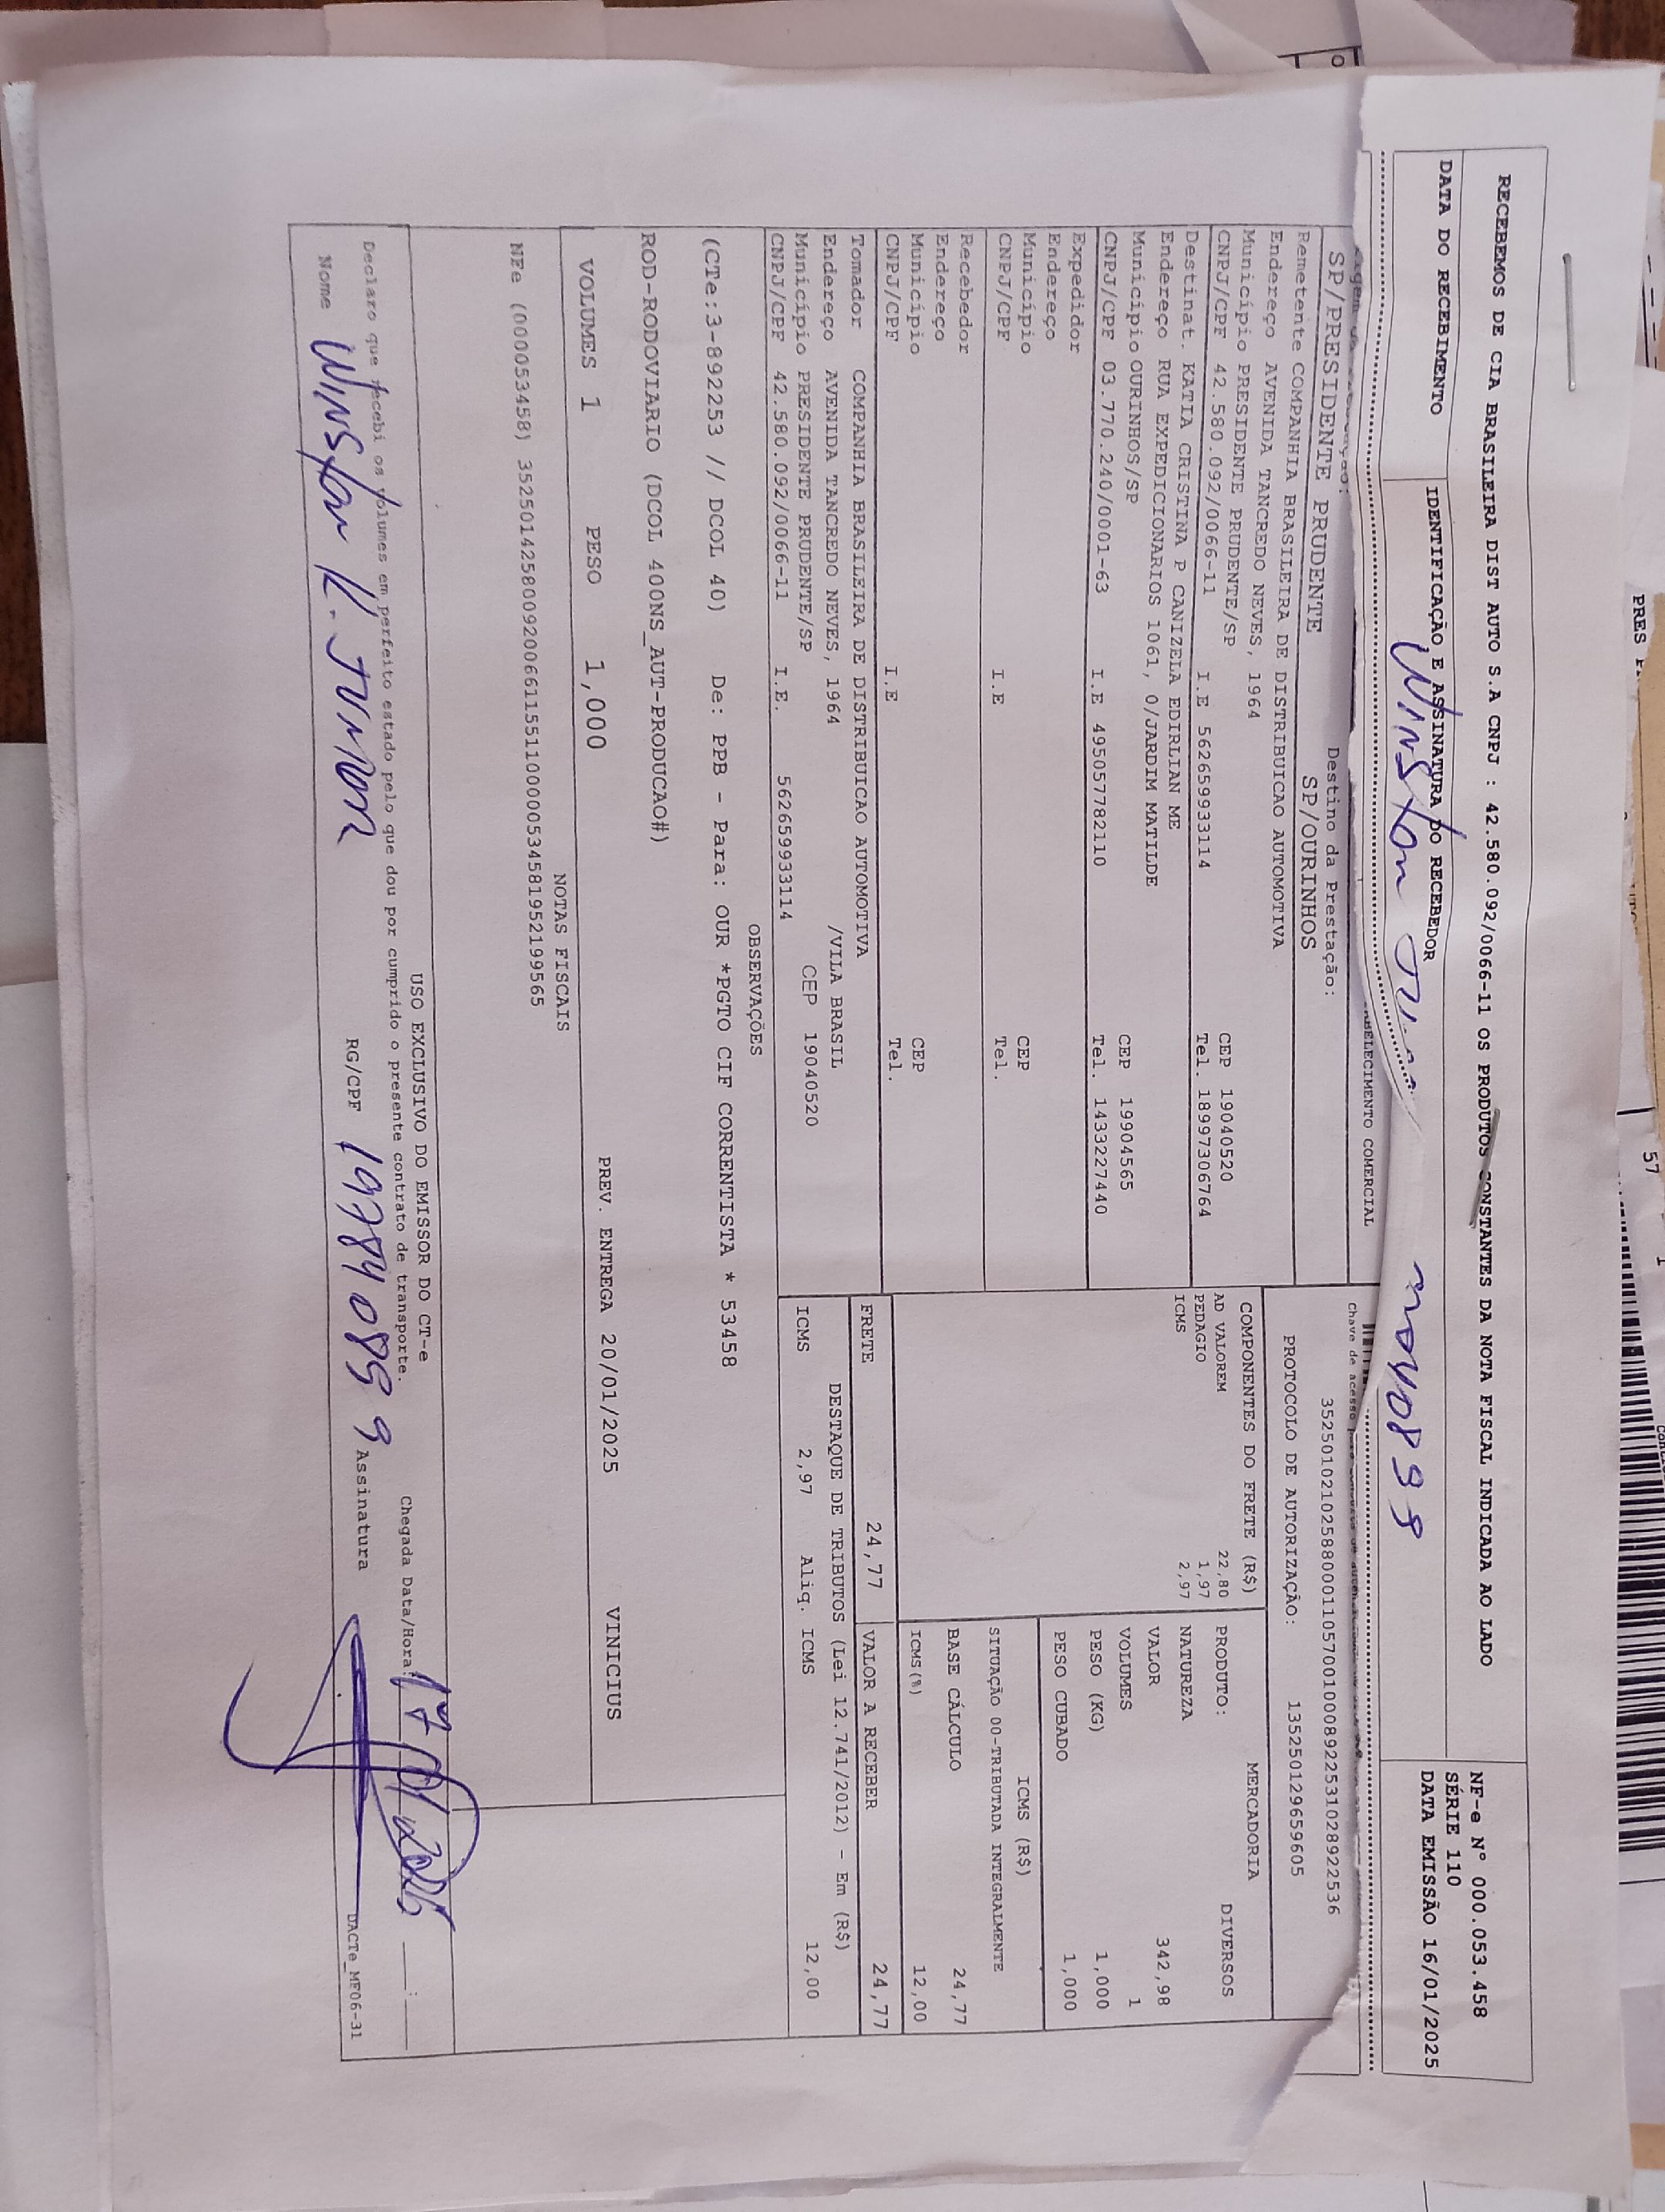 RECEBEMOS DE CIA BRASILEIRA DIST AUTO S.A CNPJ : 42.580.092/0066-11 OS PRODUTOS CONSTANTES DA NOTA FISCAL INDICADA AO LADO
NF-e Nº 000.053.458
SÉRIE 110
DATA EMISSÃO 16/01/2025
DATA DO RECEBIMENTO
IDENTIFICAÇÃO E ASSINATURA DO RECEBEDOR
Winston
COMERCIAL
Chave de acesso
35250102102588000110570010008922531028922536
PROTOCOLO DE AUTORIZAÇÃO: 135250129659605
SP/PRESIDENTE PRUDENTE
Destino da Prestação:
SP/OURINHOS
Remetente COMPANHIA BRASILEIRA DE DISTRIBUICAO AUTOMOTIVA
Endereço AVENIDA TANCREDO NEVES, 1964
Município PRESIDENTE PRUDENTE/SP CEP 19040520
CNPJ/CPF 42.580.092/0066-11 I.E 562659933114 Tel. 18997306764
Destinat. KATIA CRISTINA P CANIZELA EDIRLIAN ME
Endereço RUA EXPEDICIONARIOS 1061, 0/JARDIM MATILDE
Município OURINHOS/SP CEP 19904565
CNPJ/CPF 03.770.240/0001-63 I.E 495057782110 Tel. 1433227440
Expedidor
Endereço
Município CEP
CNPJ/CPF I.E Tel.
Recebedor
Endereço
Município CEP
CNPJ/CPF I.E Tel.
Tomador COMPANHIA BRASILEIRA DE DISTRIBUICAO AUTOMOTIVA
Endereço AVENIDA TANCREDO NEVES, 1964 /VILA BRASIL
Município PRESIDENTE PRUDENTE/SP CEP 19040520
CNPJ/CPF 42.580.092/0066-11 I.E. 562659933114
COMPONENTES DO FRETE (R$)
AD VALOREM 22,80
PEDAGIO 1,97
ICMS 2,97
MERCADORIA
PRODUTO: DIVERSOS
NATUREZA
VALOR 342,98
VOLUMES 1
PESO (KG) 1,000
PESO CUBADO 1,000
ICMS (R$)
SITUAÇÃO 00-TRIBUTADA INTEGRALMENTE
BASE CÁLCULO 24,77
ICMS(%) 12,00
FRETE 24,77 VALOR A RECEBER 24,77
DESTAQUE DE TRIBUTOS (Lei 12.741/2012) - Em (R$)
ICMS 2,97 Aliq. ICMS 12,00
OBSERVAÇÕES
(CTe:3-892253 // DCOL 40) De: PPB - Para: OUR *PGTO CIF CORRENTISTA * 53458
ROD-RODOVIARIO (DCOL 400NS_AUT-PRODUCAO#)
VOLUMES 1 PESO 1,000 PREV. ENTREGA 20/01/2025 VINICIUS
NOTAS FISCAIS
NFe (000053458) 35250142580092006611551100000534581952199565
USO EXCLUSIVO DO EMISSOR DO CT-e
Declaro que recebi os volumes em perfeito estado pelo que dou por cumprido o presente contrato de transporte.
Chegada Data/Hora:
Nome Winston K. Junior RG/CPF 19784089 9 Assinatura
DACTe_MF06-31
57